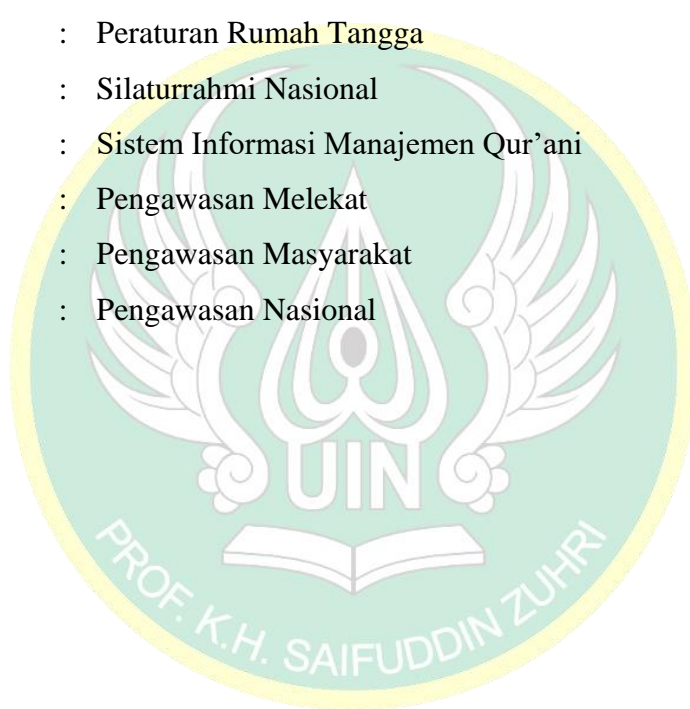 : Peraturan Rumah Tangga
: Silaturrahmi Nasional
: Sistem Informasi Manajemen Qur’ani
: Pengawasan Melekat
: Pengawasan Masyarakat
: Pengawasan Nasional
UIN
PROF. K.H. SAIFUDDIN ZUHRI